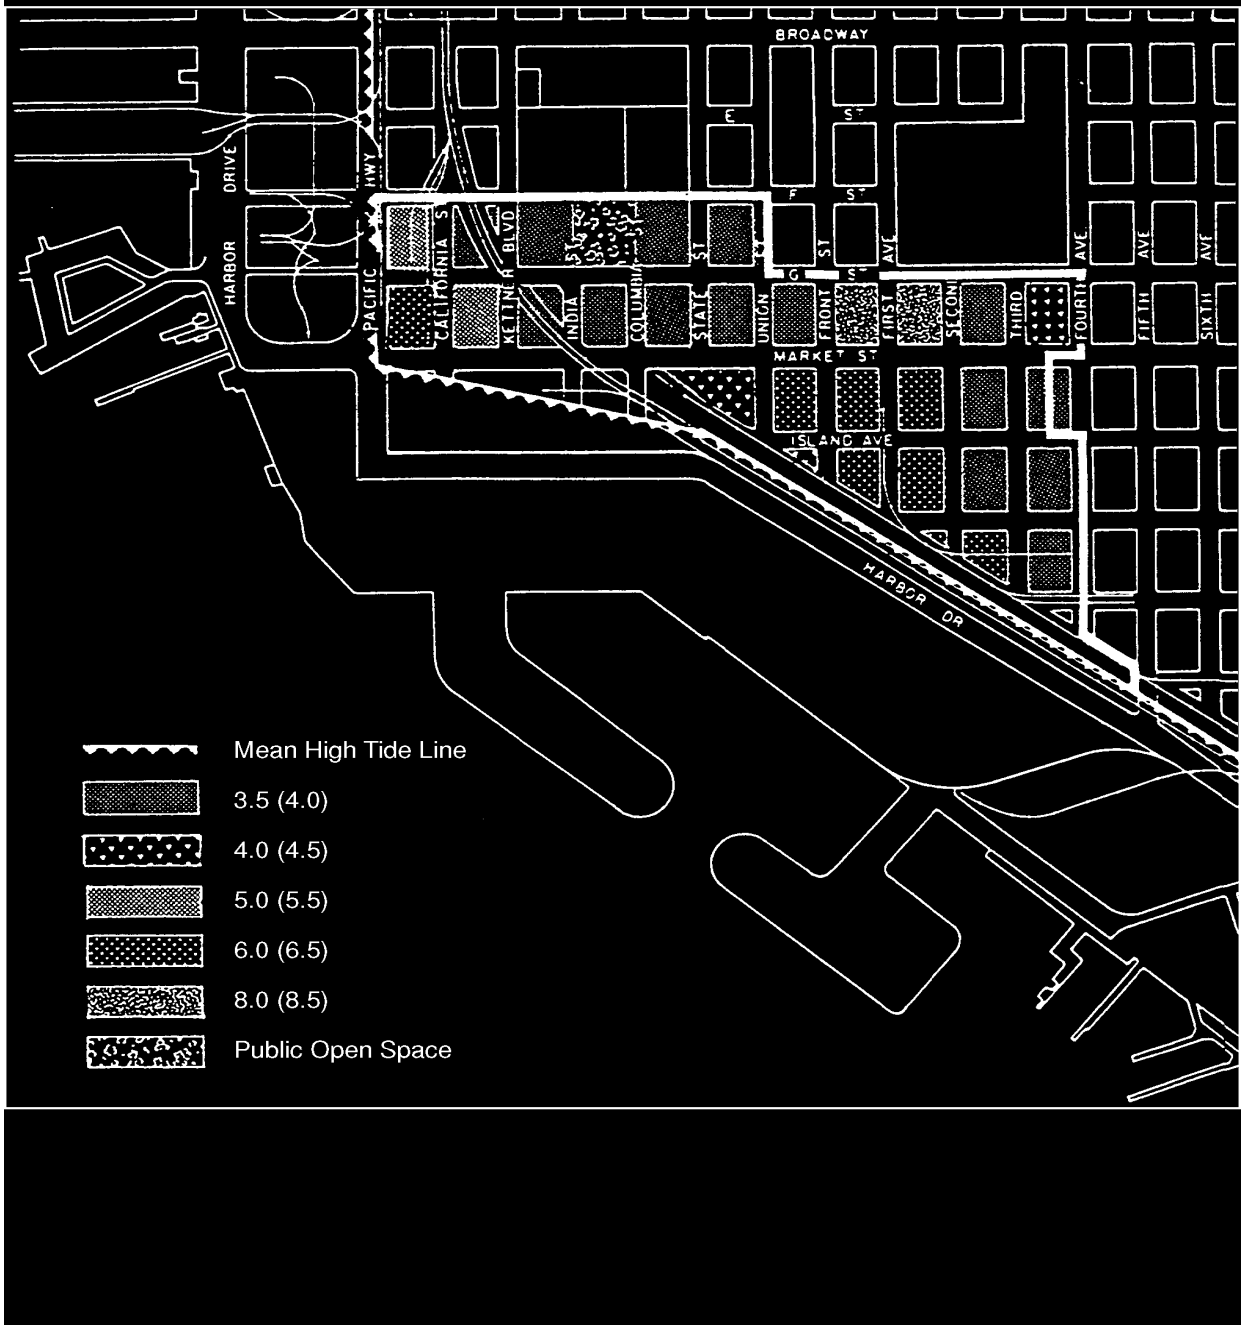 BROADWAY
E ST
DRIVE
HARBOR
HWY
PACIFIC
F ST
CALIFORNIA S
KETTNER BLVD
ST
INDIA
COLUMBIA
ST
STATE
UNION
ST
FRONT
AVE
FIRST
SECOND
THIRD
AVE
FOURTH
AVE
FIFTH
AVE
SIXTH
G ST
MARKET ST
ISLAND AVE
HARBOR DR
Mean High Tide Line
3.5 (4.0)
4.0 (4.5)
5.0 (5.5)
6.0 (6.5)
8.0 (8.5)
Public Open Space